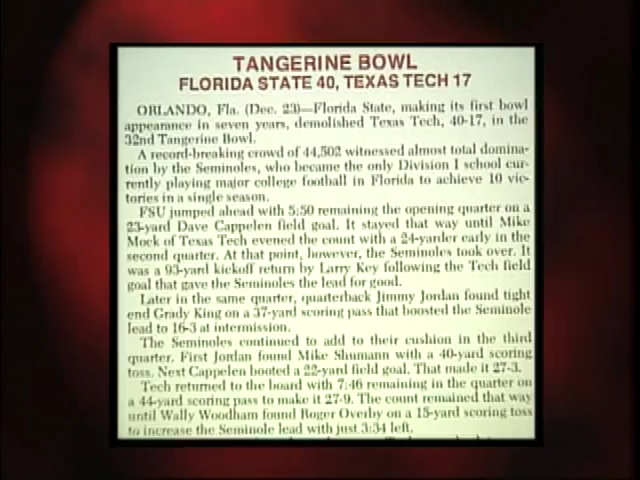 TANGERINE BOWL
FLORIDA STATE 40, TEXAS TECH 17
ORLANDO, Fla. (Dec. 23)—Florida State, making its first bowl
appearance in seven years, demolished Texas Tech, 40-17, in the
32nd Tangerine Bowl.
A record-breaking crowd of 44,502 witnessed almost total domina-
tion by the Seminoles, who became the only Division I school cur-
rently playing major college football in Florida to achieve 10 vic-
tories in a single season.
FSU jumped ahead with 5:50 remaining the opening quarter on a
23-yard Dave Cappelen field goal. It stayed that way until Mike
Mock of Texas Tech evened the count with a 24-yarder early in the
second quarter. At that point, however, the Seminoles took over. It
was a 93-yard kickoff return by Larry Key following the Tech field
goal that gave the Seminoles the lead for good.
Later in the same quarter, quarterback Jimmy Jordan found tight
end Grady King on a 37-yard scoring pass that boosted the Seminole
lead to 16-3 at intermission.
The Seminoles continued to add to their cushion in the third
quarter. First Jordan found Mike Shumann with a 40-yard scoring
toss. Next Cappelen booted a 22-yard field goal. That made it 27-3.
Tech returned to the board with 7:46 remaining in the quarter on
a 44-yard scoring pass to make it 27-9. The count remained that way
until Wally Woodham found Roger Overby on a 15-yard scoring toss
to increase the Seminole lead with just 3:34 left.